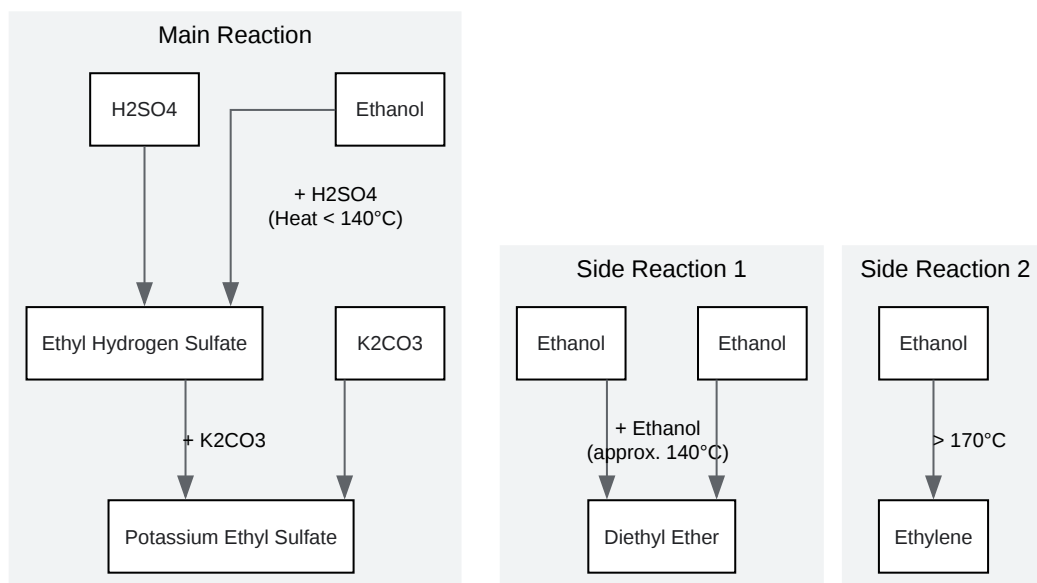 Main Reaction
H2SO4
Ethanol
+ H2SO4
(Heat < 140°C)
Ethyl Hydrogen Sulfate
K2CO3
+ K2CO3
Potassium Ethyl Sulfate
Side Reaction 1
Ethanol
Ethanol
+ Ethanol
(approx. 140°C)
Diethyl Ether
Side Reaction 2
Ethanol
> 170°C
Ethylene